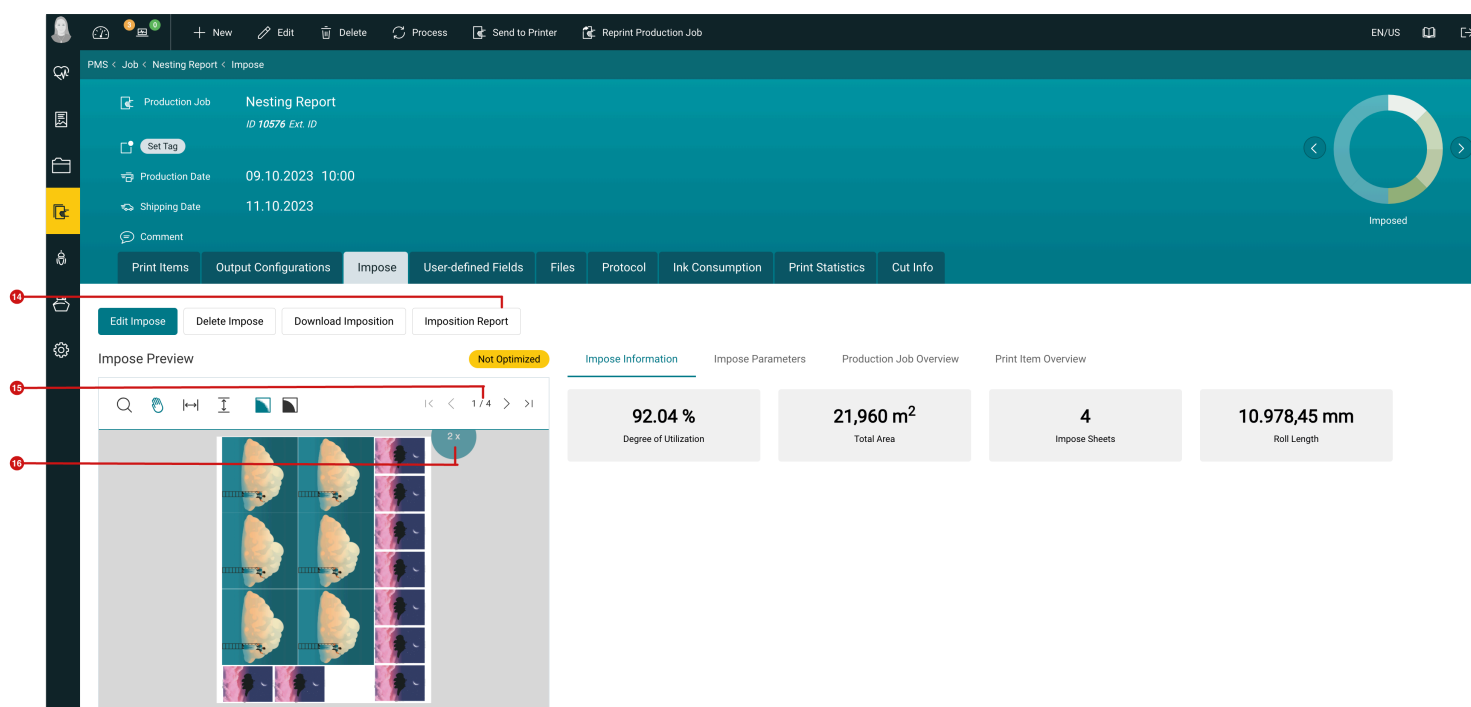 3 0 New Edit Delete Process Send to Printer Reprint Production Job EN/US
PMS < Job < Nesting Report < Impose
Production Job Nesting Report
ID 10576 Ext. ID
Set Tag
Production Date 09.10.2023 10:00
Shipping Date 11.10.2023
Imposed
Comment
Print Items Output Configurations Impose User-defined Fields Files Protocol Ink Consumption Print Statistics Cut Info
14
Edit Impose Delete Impose Download Imposition Imposition Report
Impose Preview Not Optimized Impose Information Impose Parameters Production Job Overview Print Item Overview
15
1 / 4
92.04 % 21,960 m² 4 10.978,45 mm
Degree of Utilization Total Area Impose Sheets Roll Length
2 x
16